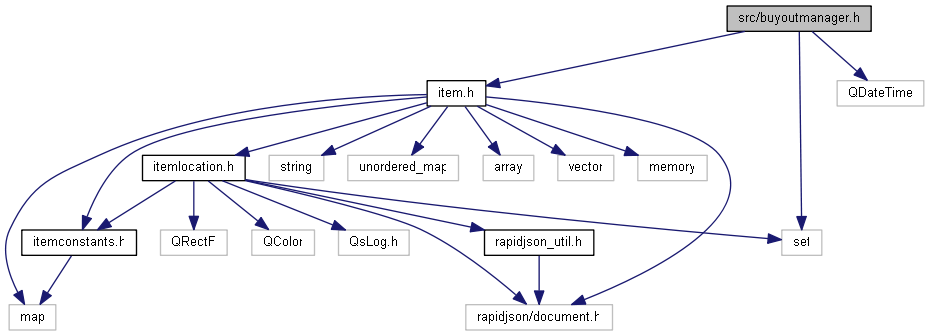 src/buyoutmanager.h
item.h
QDateTime
itemlocation.h
string
unordered_map
array
vector
memory
itemconstants.h
QRectF
QColor
QsLog.h
rapidjson_util.h
set
map
rapidjson/document.h